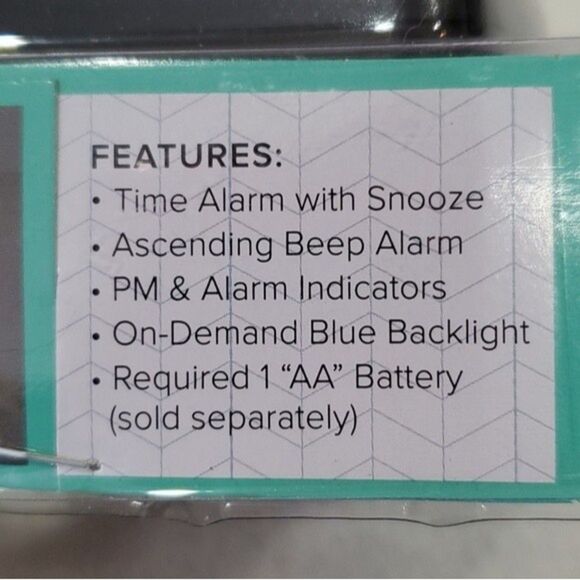 FEATURES:
• Time Alarm with Snooze
• Ascending Beep Alarm
• PM & Alarm Indicators
• On-Demand Blue Backlight
• Required 1 “AA” Battery
(sold separately)